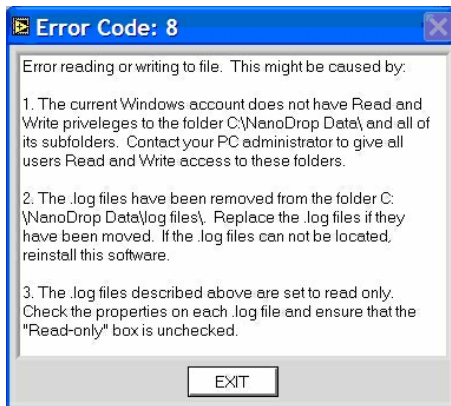 Error Code: 8
Error reading or writing to file. This might be caused by:
1. The current Windows account does not have Read and
Write priveleges to the folder C:\NanoDrop Data\ and all of
its subfolders. Contact your PC administrator to give all
users Read and Write access to these folders.
2. The .log files have been removed from the folder C:
\NanoDrop Data\log files\. Replace the .log files if they
have been moved. If the .log files can not be located,
reinstall this software.
3. The .log files described above are set to read only.
Check the properties on each .log file and ensure that the
"Read-only" box is unchecked.
EXIT